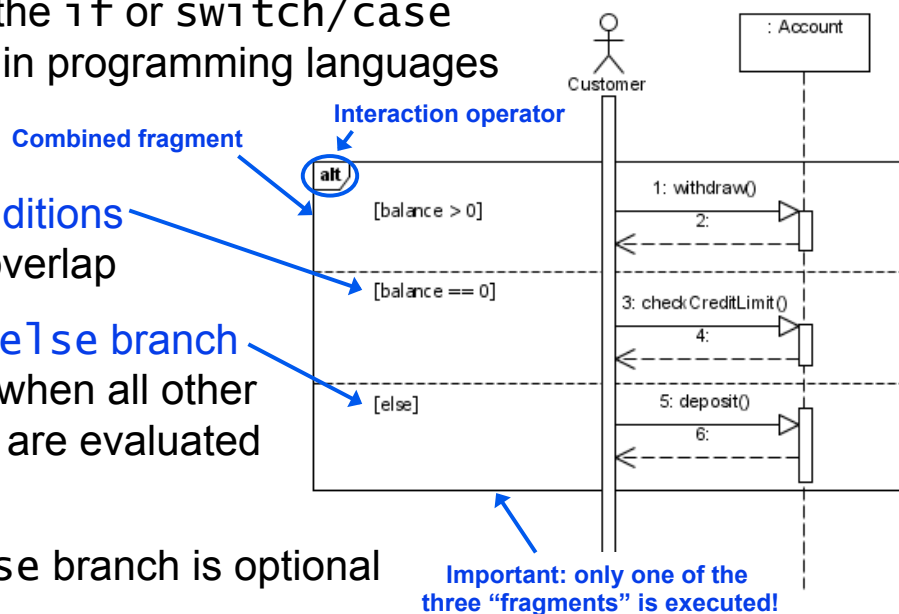 the if or switch/case
in programming languages
Combined fragment
Interaction operator
ditions
overlap
else branch
when all other
are evaluated
se branch is optional
Customer
: Account
alt
[balance > 0]
1: withdraw()
2:
[balance == 0]
3: checkCreditLimit()
4:
[else]
5: deposit()
6:
Important: only one of the
three “fragments” is executed!